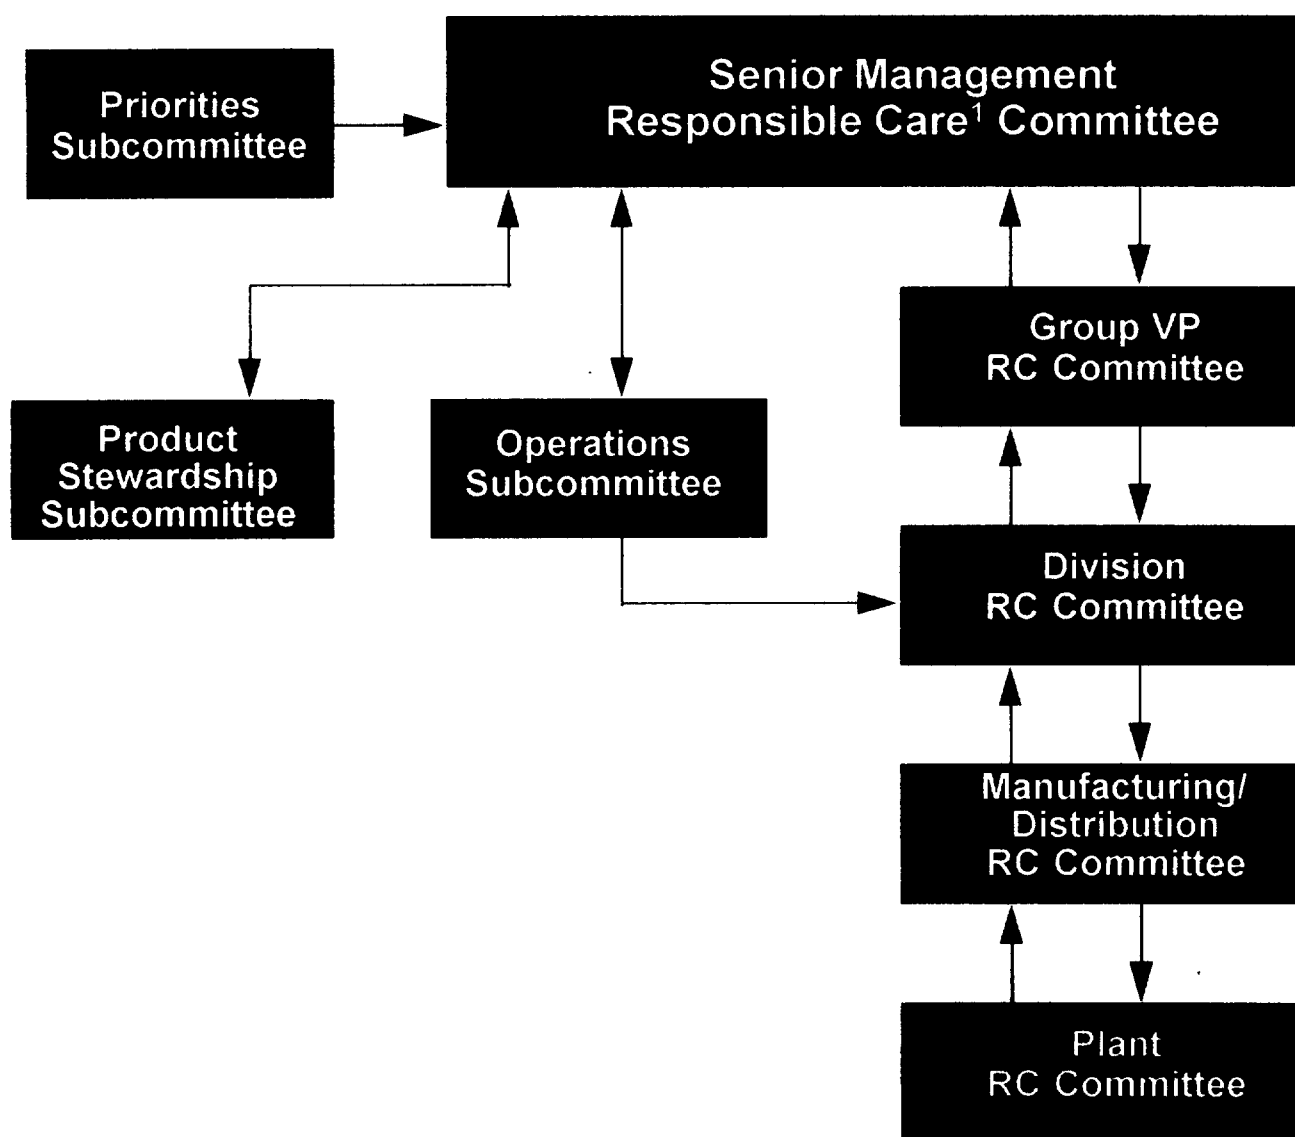 Priorities
Subcommittee
Senior Management
Responsible Care¹ Committee
Group VP
RC Committee
Product
Stewardship
Subcommittee
Operations
Subcommittee
Division
RC Committee
Manufacturing/
Distribution
RC Committee
Plant
RC Committee